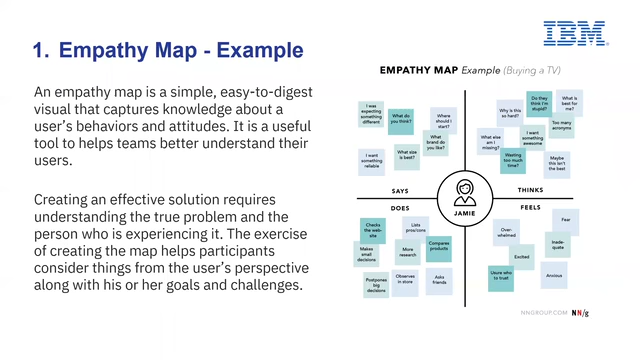 1. Empathy Map - Example
IBM
An empathy map is a simple, easy-to-digest
visual that captures knowledge about a
user's behaviors and attitudes. It is a useful
tool to helps teams better understand their
users.
Creating an effective solution requires
understanding the true problem and the
person who is experiencing it. The exercise
of creating the map helps participants
consider things from the user's perspective
along with his or her goals and challenges.
EMPATHY MAP Example (Buying a TV)
I was
expecting
something
different
What do
you think?
Where
should I
start?
What
brand do
you like?
What size
is best?
I want
something
reliable
SAYS
Why is this
so hard?
Do they
think I'm
stupid?
What is
best for
me?
Too many
acronyms
I want
something
awesome
What else
am I
missing?
Wasting
too much
time?
Maybe
this isn't
the best
THINKS
JAMIE
DOES
Checks
the web-
site
Lists
pros/cons
Makes
small
decisions
More
research
Compares
products
Postpones
big
decisions
Observes
in store
Asks
friends
FEELS
Fear
Over-
whelmed
Inade-
quate
Excited
Unsure who
to trust
Anxious
NNGROUP.COM NN/g